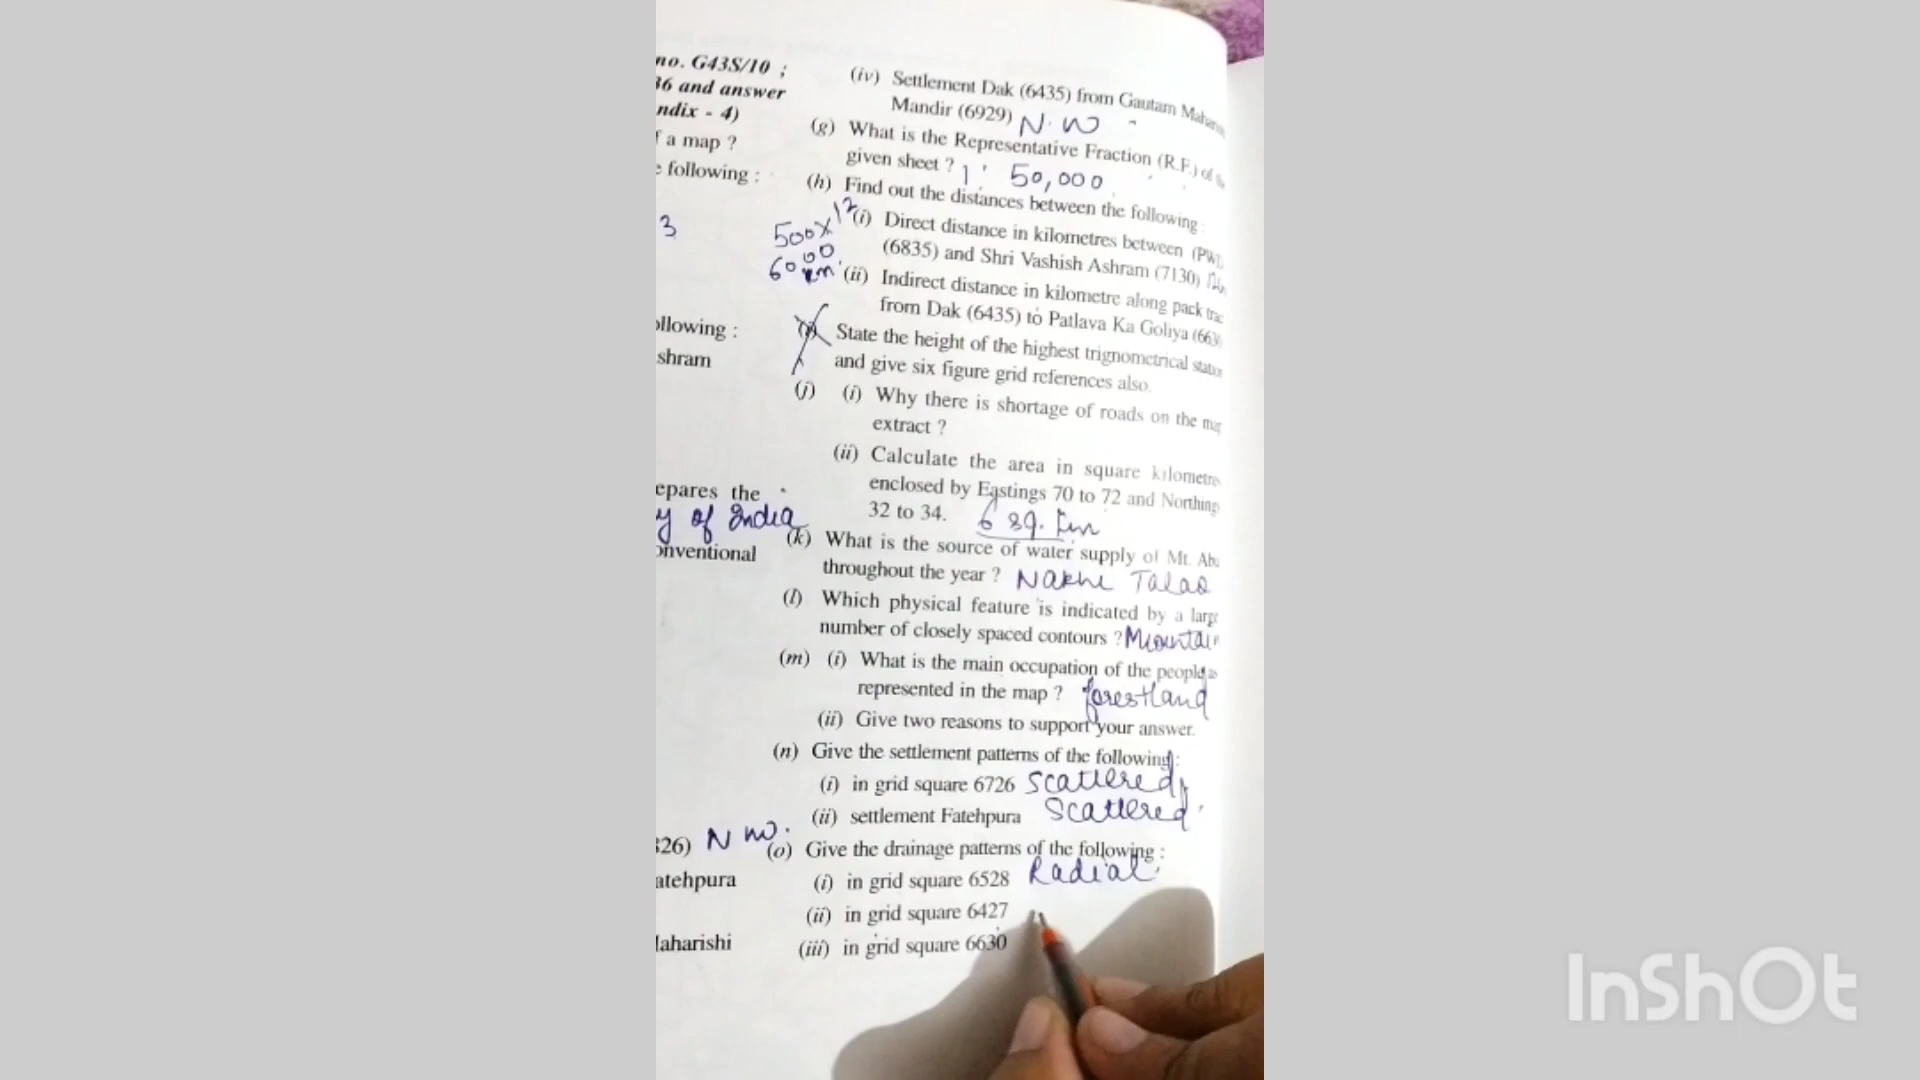 no. G43S/10 ;
36 and answer
ndix - 4)
f a map ?
e following :
3
ollowing :
shram
epares the
y of India
onventional
326) N W.
atehpura
laharishi
(iv) Settlement Dak (6435) from Gautam
Mandir (6929) N. W
(g) What is the Representative Fraction (R.F.) of
given sheet ? 1: 50,000
(h) Find out the distances between the following :
500 x 12
6000
(i) Direct distance in kilometres between (PWD
(6835) and Shri Vashish Ashram (7130)
(ii) Indirect distance in kilometre along pack
from Dak (6435) to Patlava Ka Goliya (663
State the height of the highest trignometrical
and give six figure grid references also.
(j) (i) Why there is shortage of roads on the
extract ?
(ii) Calculate the area in square kilometre
enclosed by Eastings 70 to 72 and Northing
32 to 34. 6 sq. km
(k) What is the source of water supply of Mt. Abu
throughout the year ? Nakhi Talao
(l) Which physical feature is indicated by a large
number of closely spaced contours ? Mountain
(m) (i) What is the main occupation of the people as
represented in the map ? forestland
(ii) Give two reasons to support your answer.
(n) Give the settlement patterns of the following :
(i) in grid square 6726 Scattered
(ii) settlement Fatehpura Scattered
(o) Give the drainage patterns of the following :
(i) in grid square 6528 Radial
(ii) in grid square 6427
(iii) in grid square 6630
InShOt